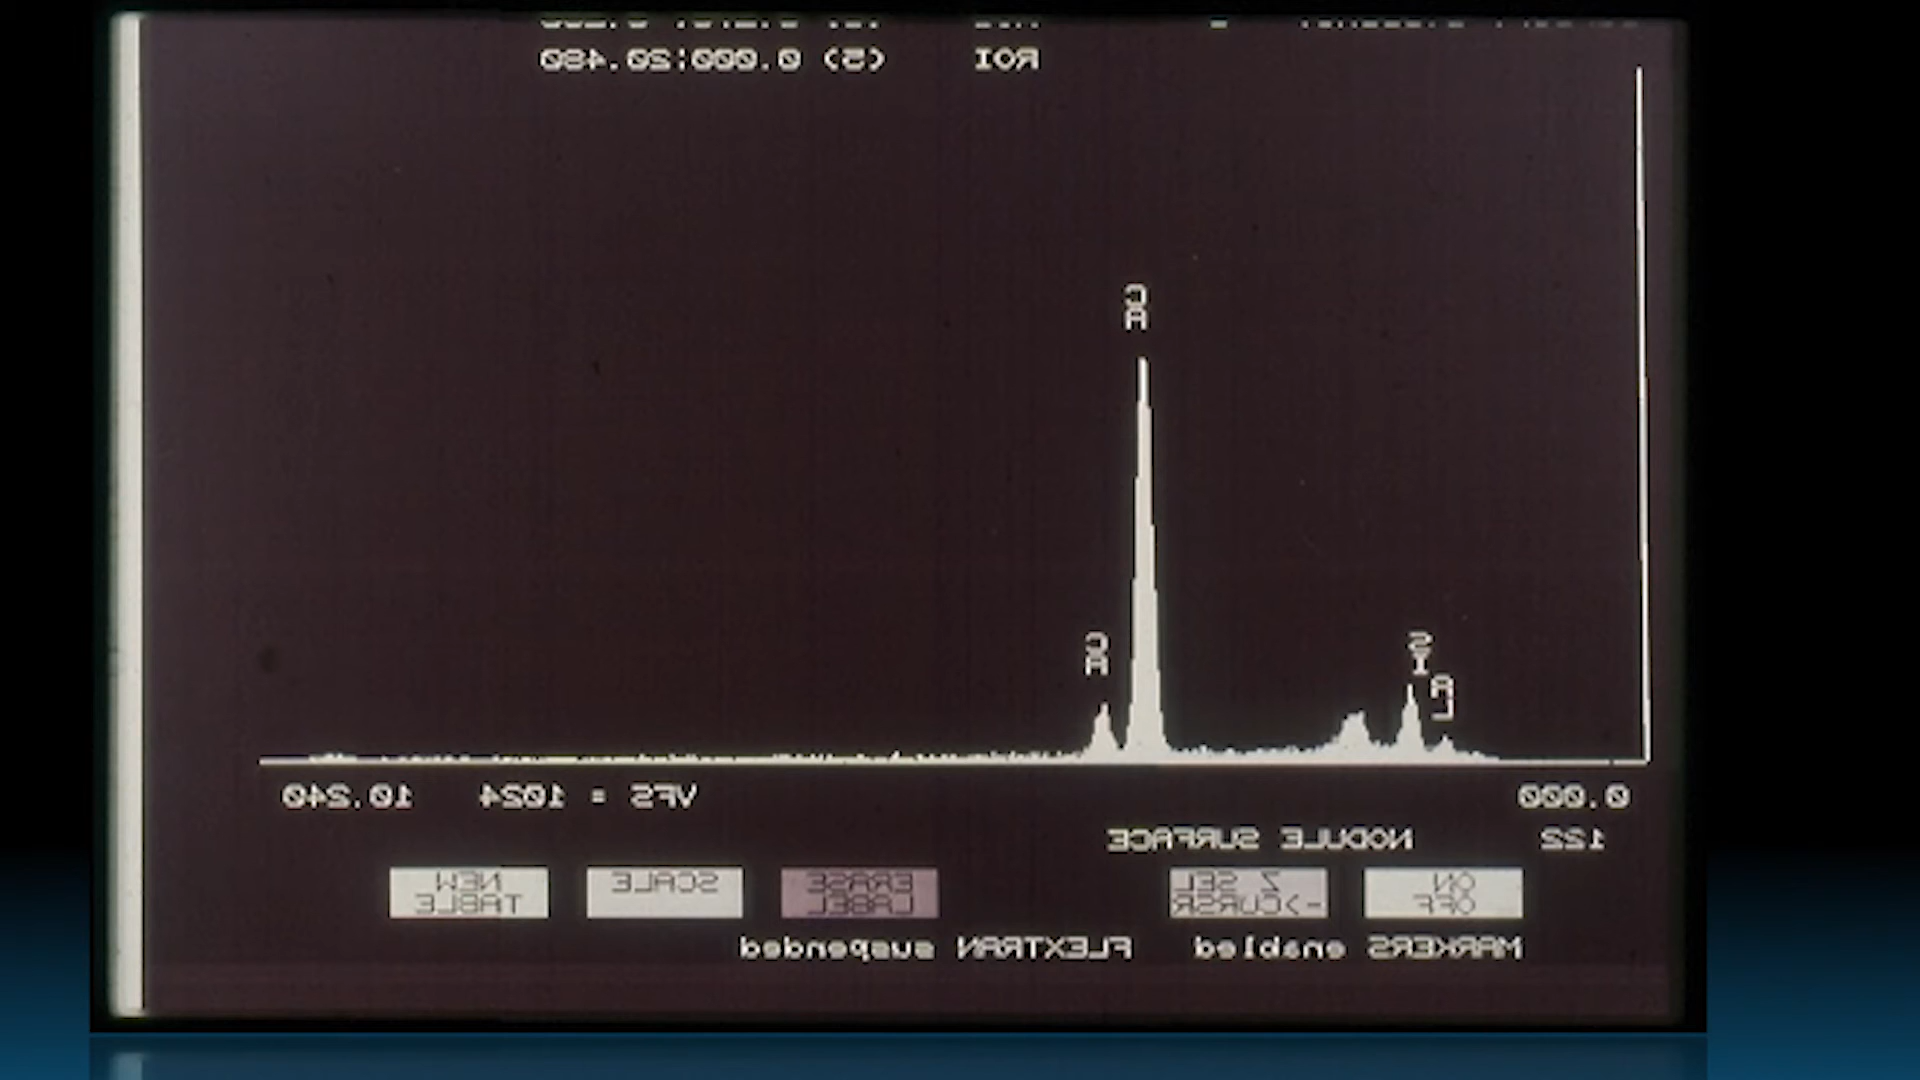 ROI (5) 0.000:20.480
CA
CA
SI
AL
0.000 VFS = 1024 10.240
122 NODULE SURFACE
ON OFF
Z SEL ->CURSR
ERASE LABEL
SCALE
NEW TABLE
MARKERS enabled FLEXTRAN suspended